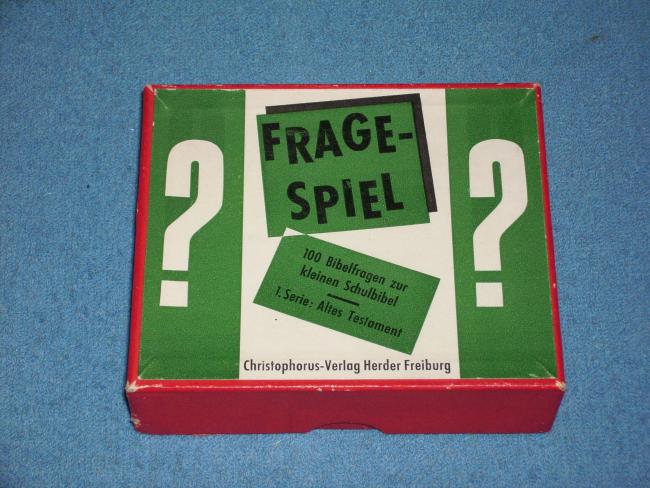 ?
FRAGE-
SPIEL
?
100 Bibelfragen zur
kleinen Schulbibel
1. Serie: Altes Testament
Christophorus-Verlag Herder Freiburg